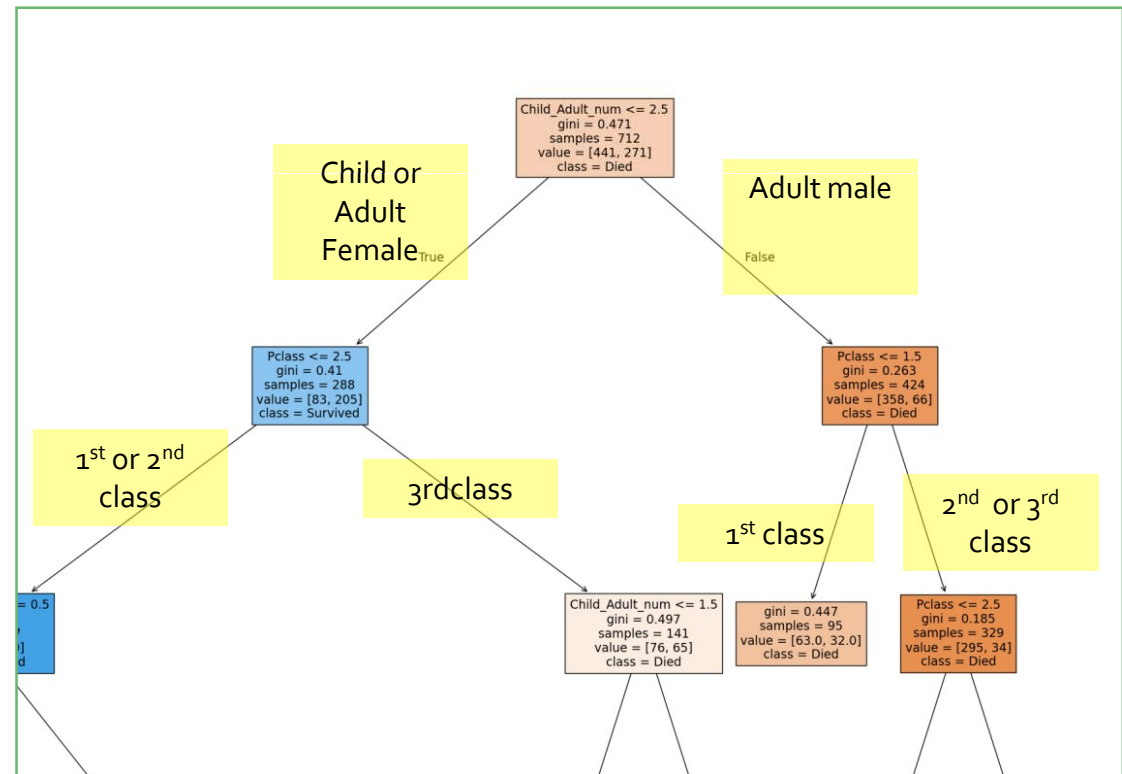 Child_Adult_num <= 2.5
gini = 0.471
samples = 712
value = [441, 271]
class = Died
Child or
Adult
Female
True
Adult male
False
Pclass <= 2.5
gini = 0.41
samples = 288
value = [83, 205]
class = Survived
Pclass <= 1.5
gini = 0.263
samples = 424
value = [358, 66]
class = Died
1st or 2nd
class
3rdclass
1st class
2nd or 3rd
class
= 0.5
]
d
Child_Adult_num <= 1.5
gini = 0.497
samples = 141
value = [76, 65]
class = Died
gini = 0.447
samples = 95
value = [63.0, 32.0]
class = Died
Pclass <= 2.5
gini = 0.185
samples = 329
value = [295, 34]
class = Died